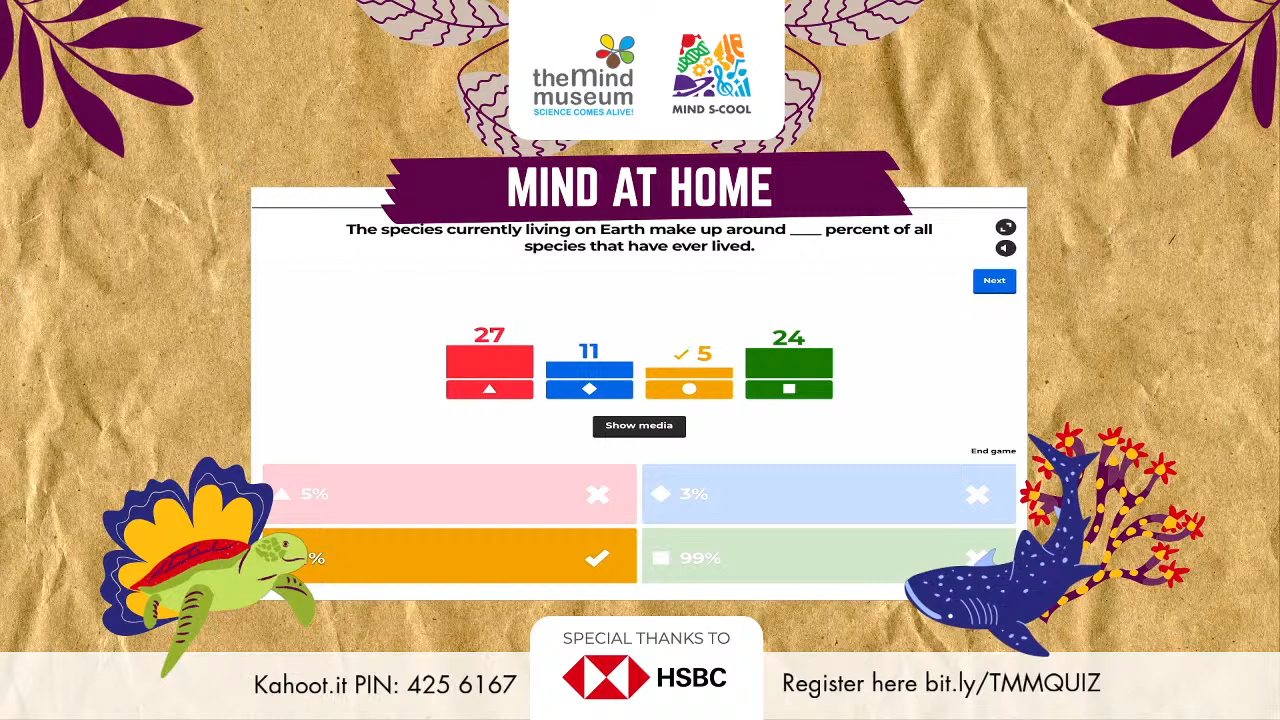 themind
museum
SCIENCE COMES ALIVE!
MIND S-COOL
MIND AT HOME
The species currently living on Earth make up around ____ percent of all
species that have ever lived.
Next
27
11
5
24
Show media
End game
5%
3%
%
99%
SPECIAL THANKS TO
HSBC
Kahoot.it PIN: 425 6167
Register here bit.ly/TMMQUIZ